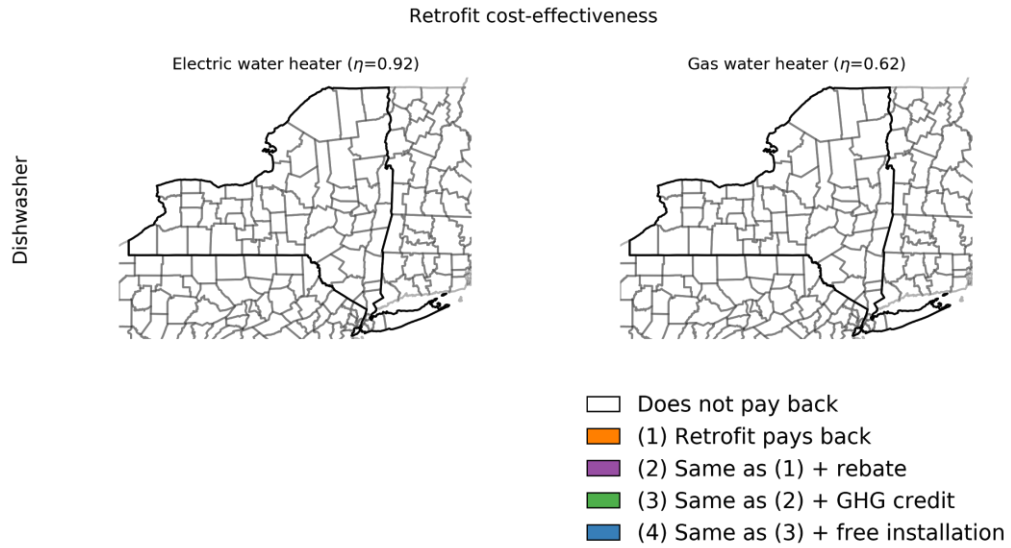 Retrofit cost-effectiveness
Electric water heater (η=0.92)
Gas water heater (η=0.62)
Dishwasher
Does not pay back
(1) Retrofit pays back
(2) Same as (1) + rebate
(3) Same as (2) + GHG credit
(4) Same as (3) + free installation